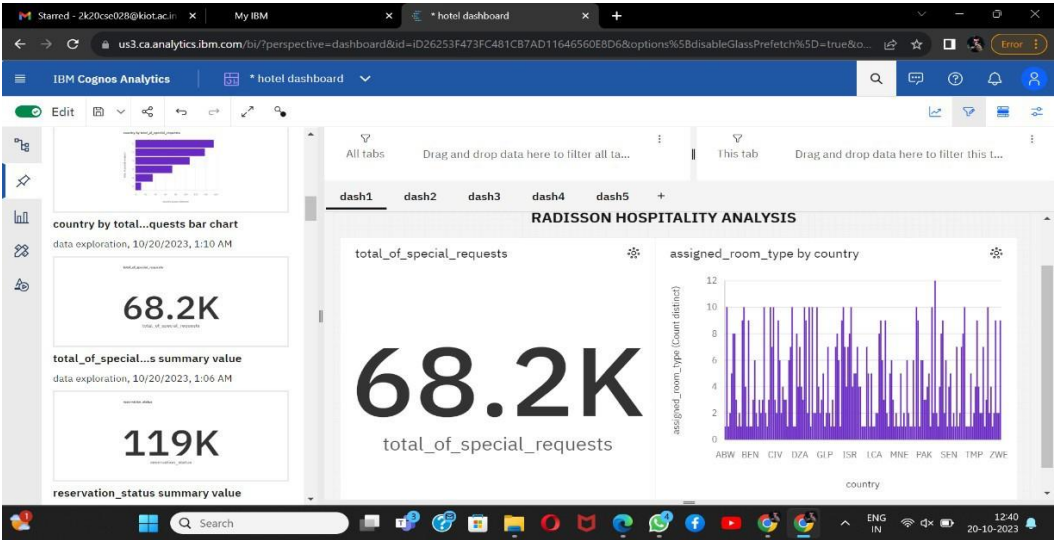 Starred - 2k20cse028@kiot.ac.in
My IBM
* hotel dashboard
us3.ca.analytics.ibm.com/bi/?perspective=dashboard&id=iD26253F473FC481CB7AD11646560E8D6&options%5BdisableGlassPrefetch%5D=true&o...
Error
IBM Cognos Analytics
* hotel dashboard
Edit
All tabs
Drag and drop data here to filter all ta...
This tab
Drag and drop data here to filter this t...
dash1 dash2 dash3 dash4 dash5 +
country by total...quests bar chart
data exploration, 10/20/2023, 1:10 AM
68.2K
total_of_special_requests
total_of_special...s summary value
data exploration, 10/20/2023, 1:06 AM
119K
reservation_status
reservation_status summary value
RADISSON HOSPITALITY ANALYSIS
total_of_special_requests
68.2K
total_of_special_requests
assigned_room_type by country
assigned_room_type (Count distinct)
12
10
8
6
4
2
0
ABW BEN CIV DZA GLP ISR LCA MNE PAK SEN TMP ZWE
country
Search
ENG
IN
12:40
20-10-2023